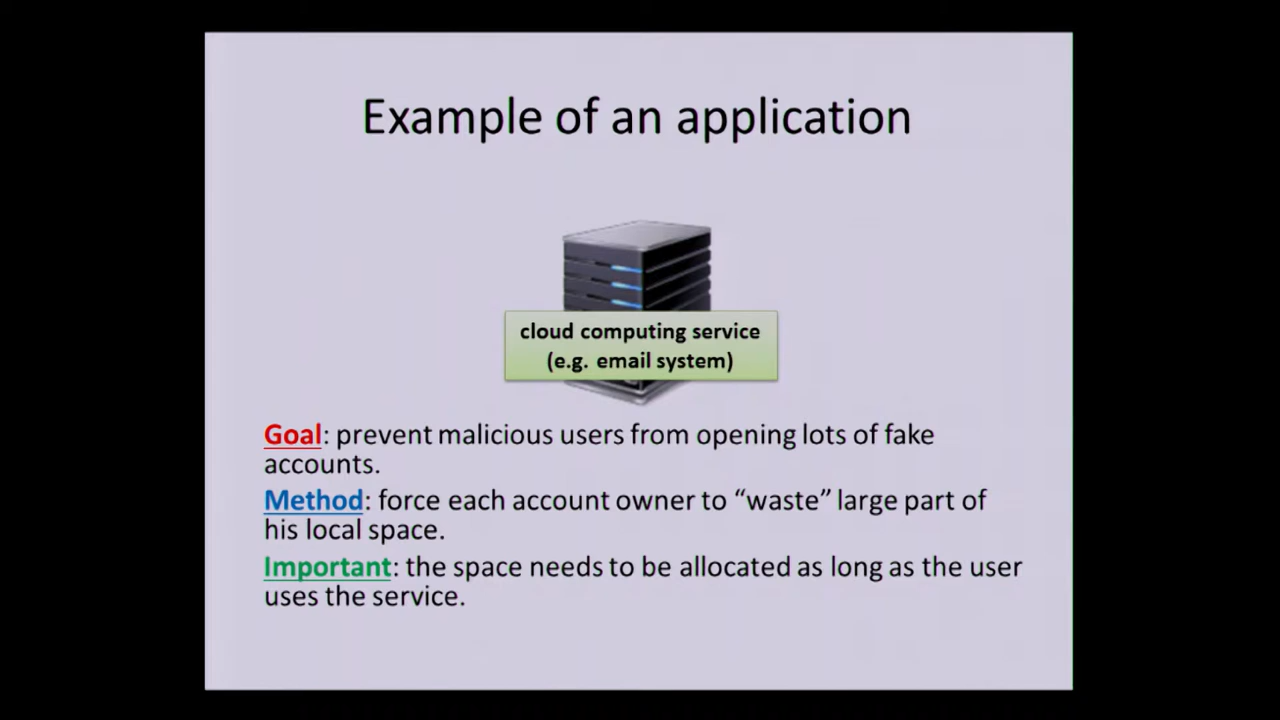 Example of an application
cloud computing service
(e.g. email system)
Goal: prevent malicious users from opening lots of fake
accounts.
Method: force each account owner to “waste” large part of
his local space.
Important: the space needs to be allocated as long as the user
uses the service.